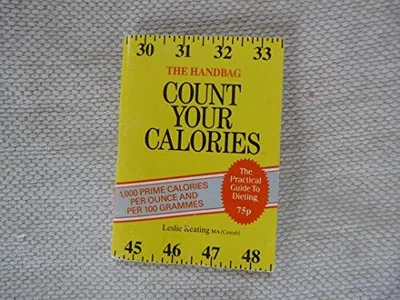 30 31 32 33
THE HANDBAG
COUNT
YOUR
CALORIES
1,000 PRIME CALORIES
PER OUNCE AND
PER 100 GRAMMES
The
Practical
Guide To
Dieting
75p
Leslie Keating MA (Cantab)
45 46 47 48